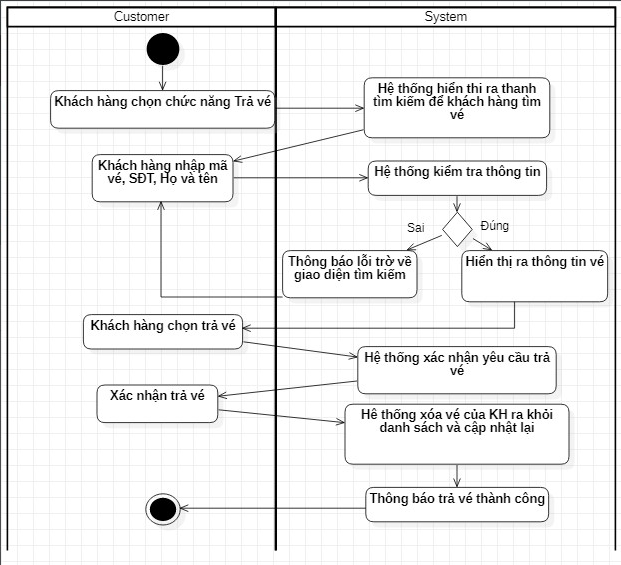 Customer
System
Khách hàng chọn chức năng Trả vé
Hệ thống hiển thi ra thanh
tìm kiếm để khách hàng tìm
vé
Khách hàng nhập mã
vé, SĐT, Họ và tên
Hệ thống kiểm tra thông tin
Sai
Đúng
Thông báo lỗi trờ về
giao diện tìm kiếm
Hiển thị ra thông tin vé
Khách hàng chọn trả vé
Hệ thống xác nhận yêu cầu trả
vé
Xác nhận trả vé
Hê thống xóa vé của KH ra khỏi
danh sách và cập nhật lại
Thông báo trả vé thành công